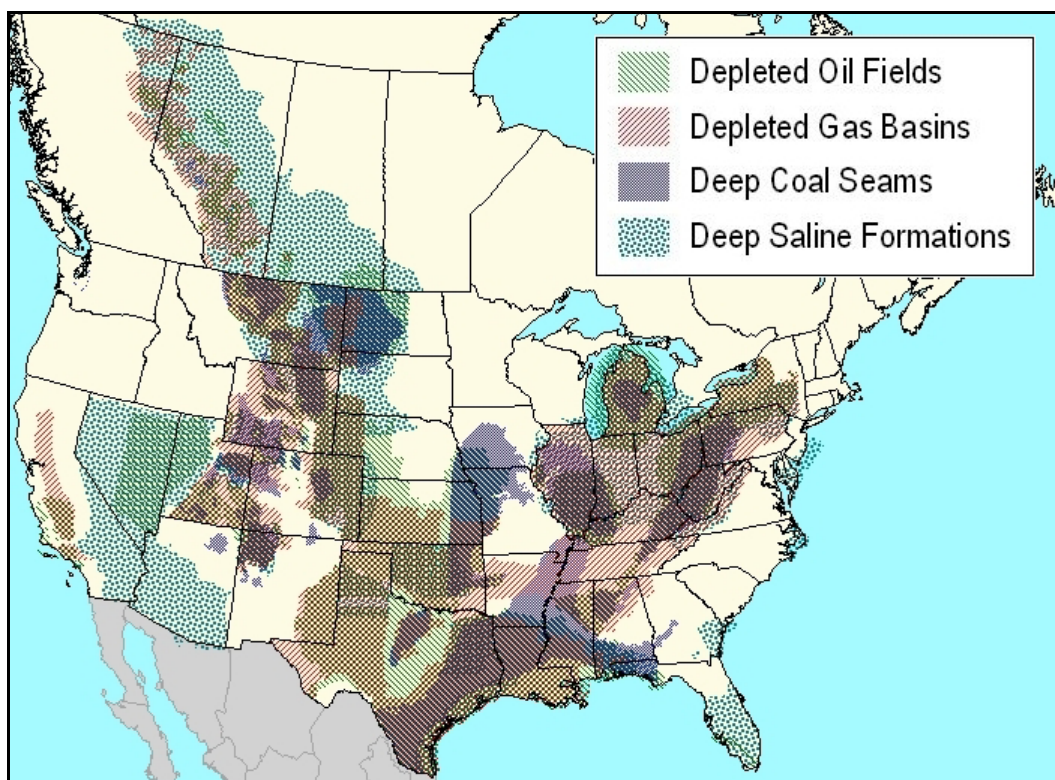 Depleted Oil Fields
Depleted Gas Basins
Deep Coal Seams
Deep Saline Formations